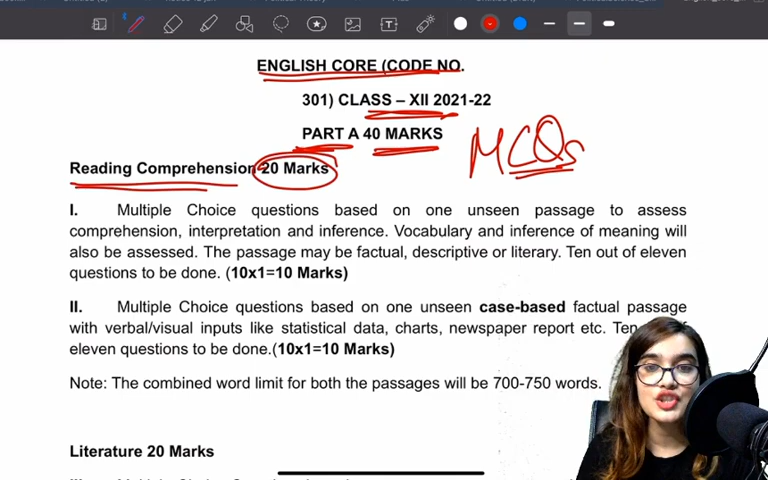 ENGLISH CORE (CODE NO.
301) CLASS – XII 2021-22
PART A 40 MARKS
MCQs
Reading Comprehension 20 Marks
I. Multiple Choice questions based on one unseen passage to assess
comprehension, interpretation and inference. Vocabulary and inference of meaning will
also be assessed. The passage may be factual, descriptive or literary. Ten out of eleven
questions to be done. (10x1=10 Marks)
II. Multiple Choice questions based on one unseen case-based factual passage
with verbal/visual inputs like statistical data, charts, newspaper report etc. Ten
eleven questions to be done.(10x1=10 Marks)
Note: The combined word limit for both the passages will be 700-750 words.
Literature 20 Marks